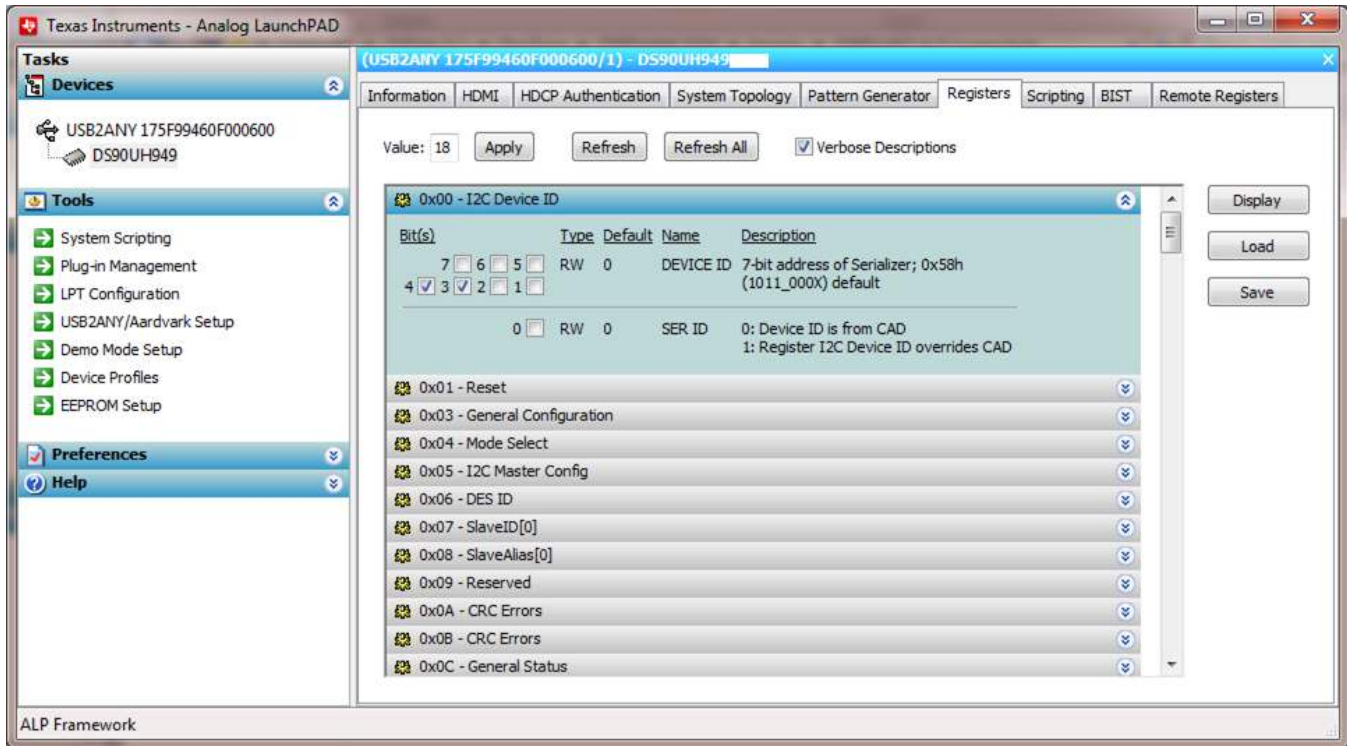 Texas Instruments - Analog LaunchPAD
Tasks
Devices
USB2ANY 175F99460F000600
DS90UH949
Tools
System Scripting
Plug-in Management
LPT Configuration
USB2ANY/Aardvark Setup
Demo Mode Setup
Device Profiles
EEPROM Setup
Preferences
Help
(USB2ANY 175F99460F000600/1) - DS90UH949
Information HDMI HDCP Authentication System Topology Pattern Generator Registers Scripting BIST Remote Registers
Value: 18 Apply Refresh Refresh All Verbose Descriptions
0x00 - I2C Device ID
Bit(s) Type Default Name Description
7 6 5 RW 0 DEVICE ID 7-bit address of Serializer; 0x58h
4 3 2 1 (1011_000X) default
0 RW 0 SER ID 0: Device ID is from CAD
1: Register I2C Device ID overrides CAD
0x01 - Reset
0x03 - General Configuration
0x04 - Mode Select
0x05 - I2C Master Config
0x06 - DES ID
0x07 - SlaveID[0]
0x08 - SlaveAlias[0]
0x09 - Reserved
0x0A - CRC Errors
0x0B - CRC Errors
0x0C - General Status
Display
Load
Save
ALP Framework